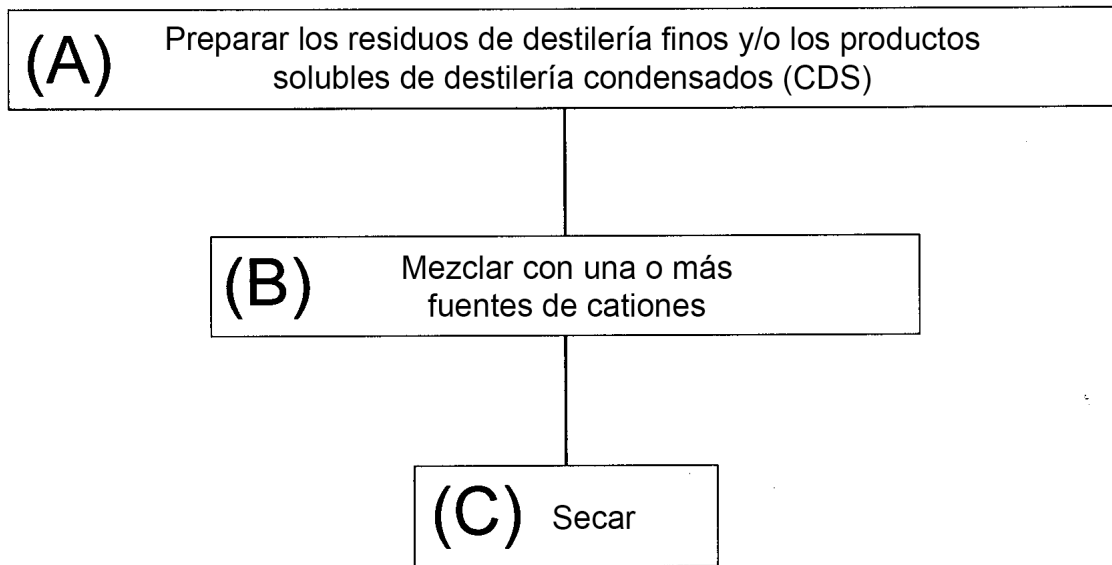 (A) Preparar los residuos de destilería finos y/o los productos
solubles de destilería condensados (CDS)
(B) Mezclar con una o más
fuentes de cationes
(C) Secar